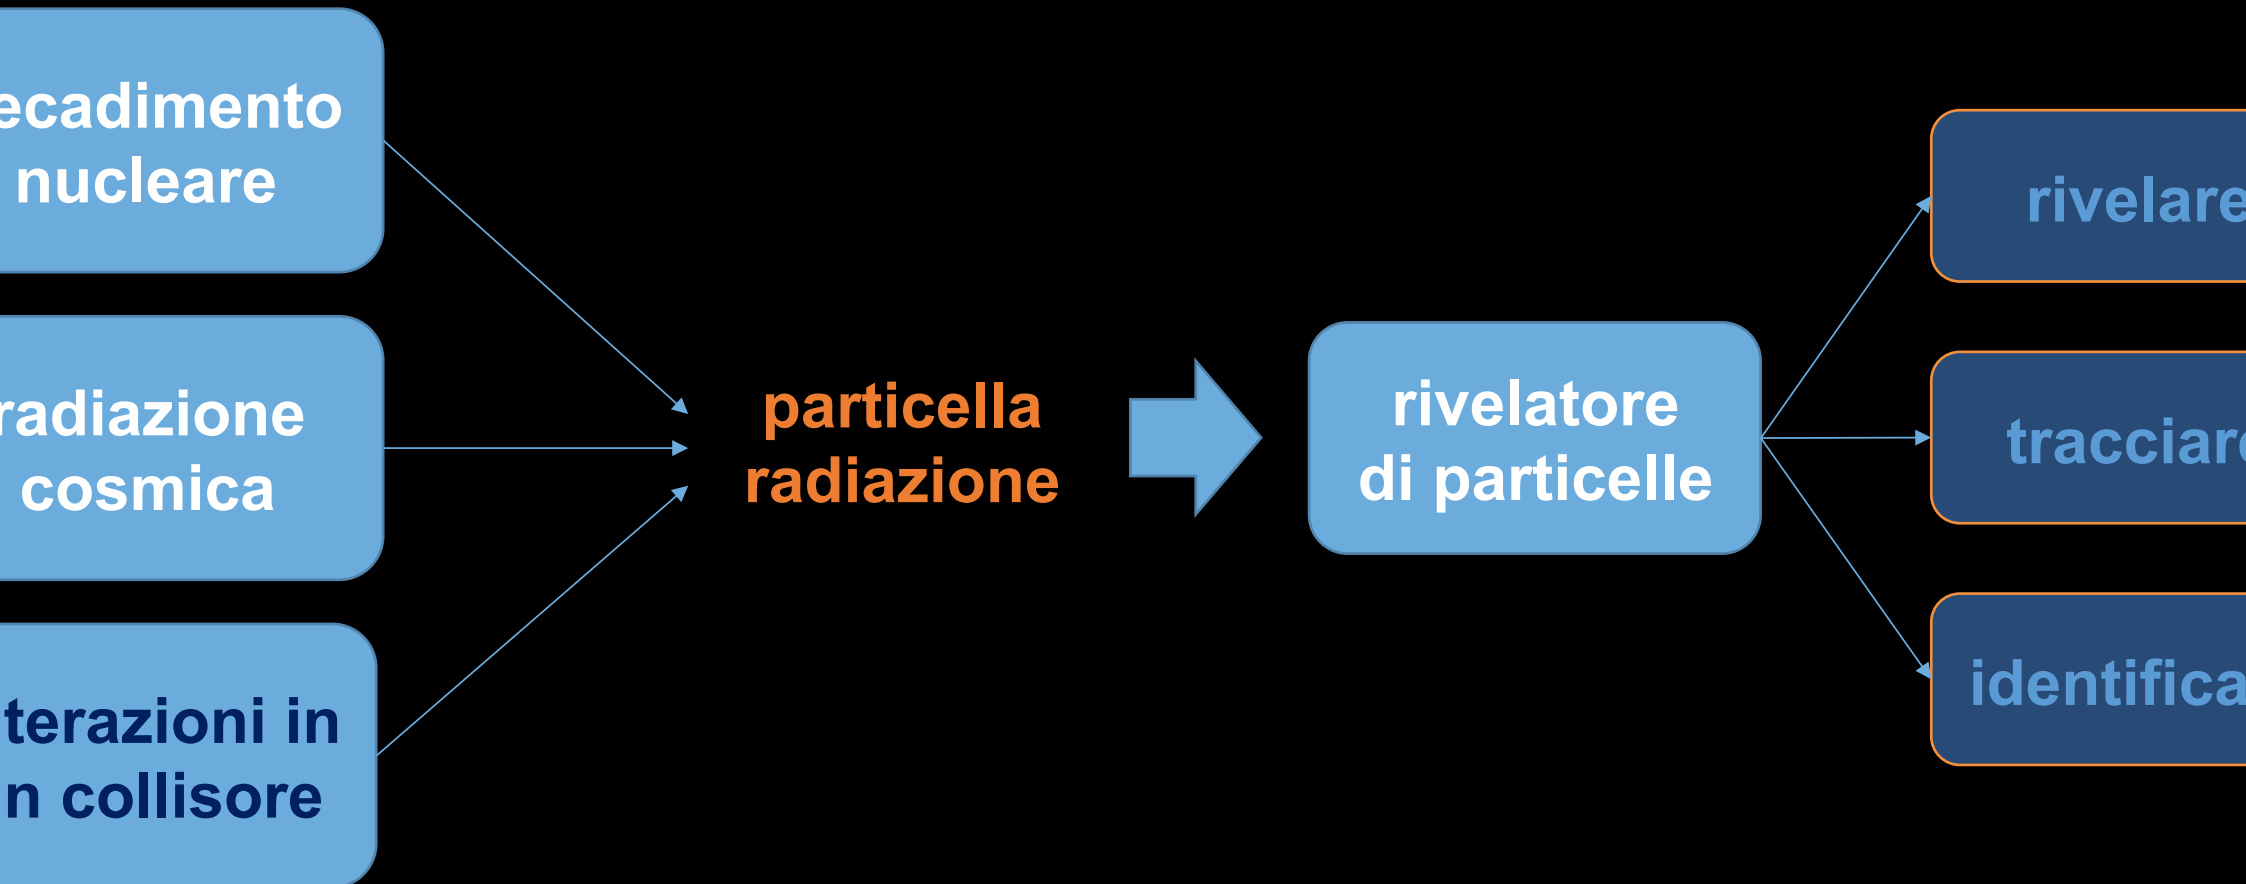 ecadimento
nucleare
radiazione
cosmica
terazioni in
n collisore
particella
radiazione
rivelatore
di particelle
rivelare
tracciare
identifica